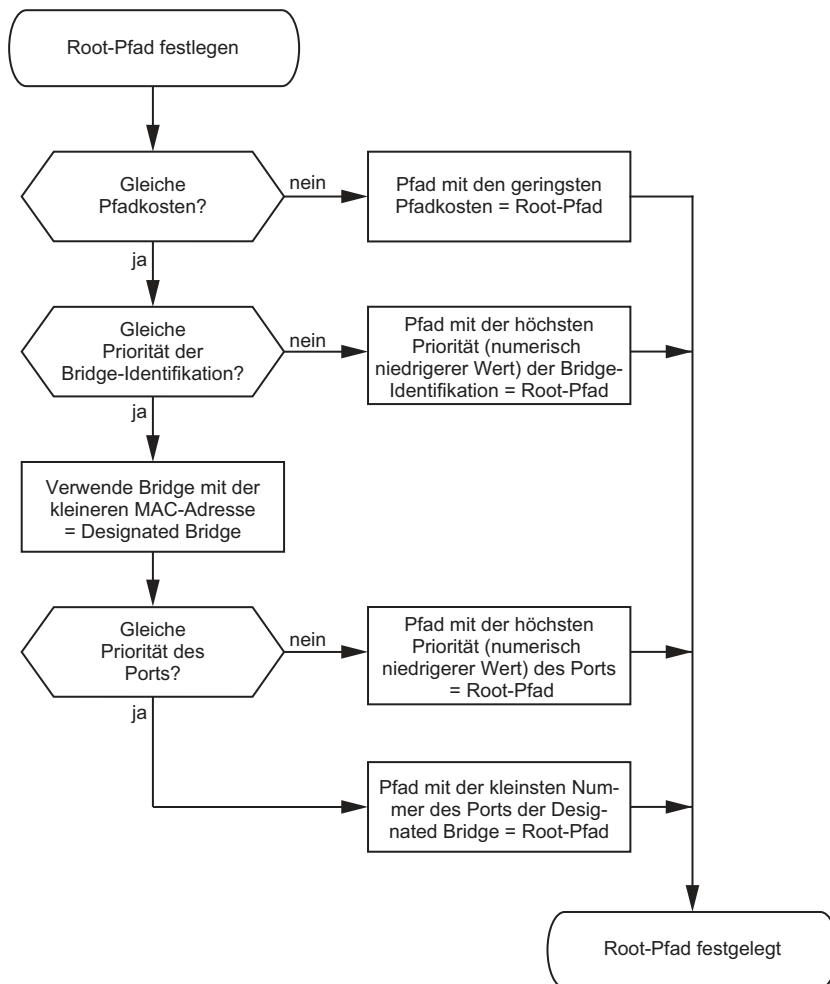 Root-Pfad festlegen
Gleiche
Pfadkosten?
nein
Pfad mit den geringsten
Pfadkosten = Root-Pfad
ja
Gleiche
Priorität der
Bridge-Identifikation?
nein
Pfad mit der höchsten
Priorität (numerisch
niedrigerer Wert) der Bridge-
Identifikation = Root-Pfad
ja
Verwende Bridge mit der
kleineren MAC-Adresse
= Designated Bridge
Gleiche
Priorität des
Ports?
nein
Pfad mit der höchsten
Priorität (numerisch
niedrigerer Wert) des Ports
= Root-Pfad
ja
Pfad mit der kleinsten Num-
mer des Ports der Desig-
nated Bridge = Root-Pfad
Root-Pfad festgelegt